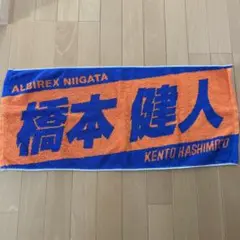 ALBIREX NIIGATA
橋本 健人
KENTO HASHIMOTO